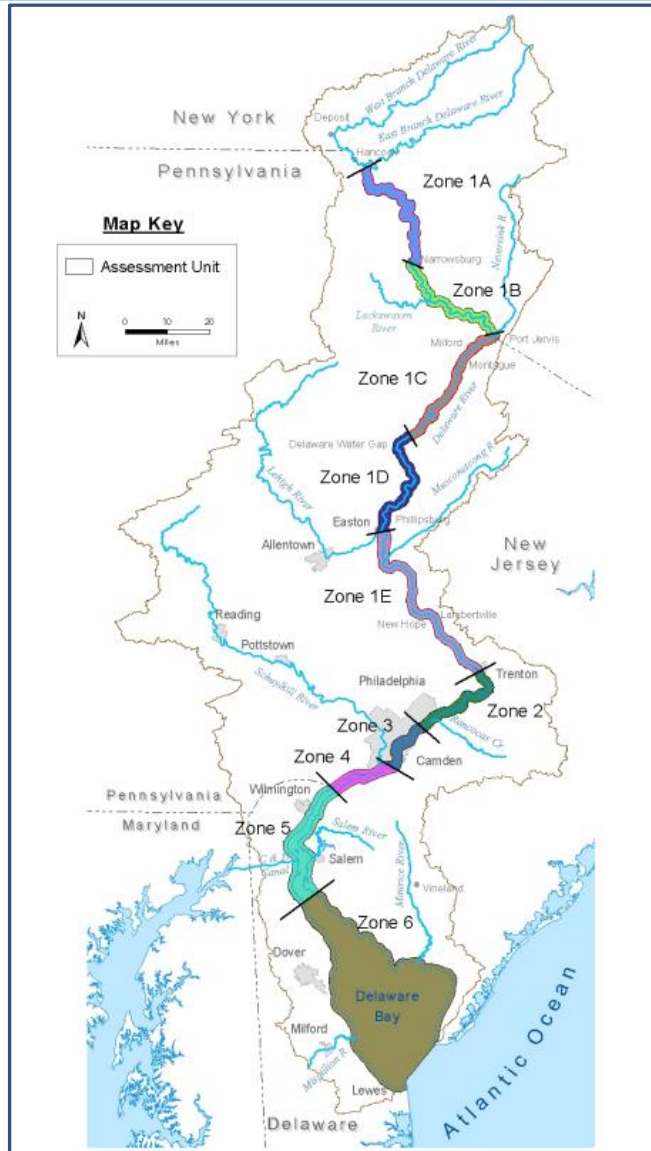 West Branch Delaware River
Deposit
East Branch Delaware River
New York
Hancock
Pennsylvania
Zone 1A
Map Key
Assessment Unit
Neversink R.
Narrowsburg
Zone 1B
N
0 10 20
Miles
Lackawaxen
River
Milford
Port Jervis
Montague
Zone 1C
Delaware River
Delaware Water Gap
Musconetcong R.
Lehigh River
Zone 1D
Easton
Phillipsburg
Allentown
New
Jersey
Zone 1E
Lambertville
New Hope
Reading
Pottstown
Trenton
Philadelphia
Schuylkill River
Zone 2
Zone 3
Rancocas Cr.
Camden
Zone 4
Wilmington
Pennsylvania
Maryland
Zone 5
Salem River
C & D
Canal
Salem
Maurice River
Vineland
Zone 6
Dover
Delaware
Bay
Milford
Mispillion R.
Lewes
Atlantic Ocean
Delaware